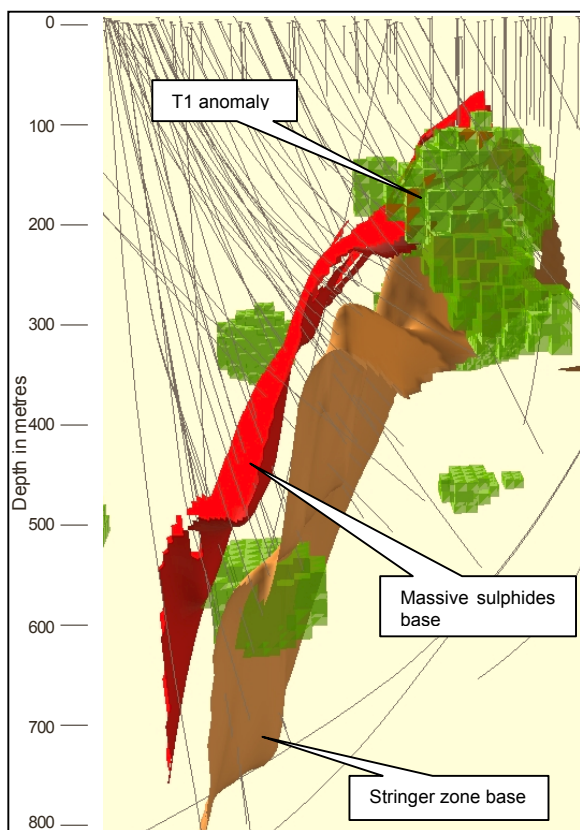 0
100
200
300
400
500
600
700
800
Depth in metres
T1 anomaly
Massive sulphides
base
Stringer zone base